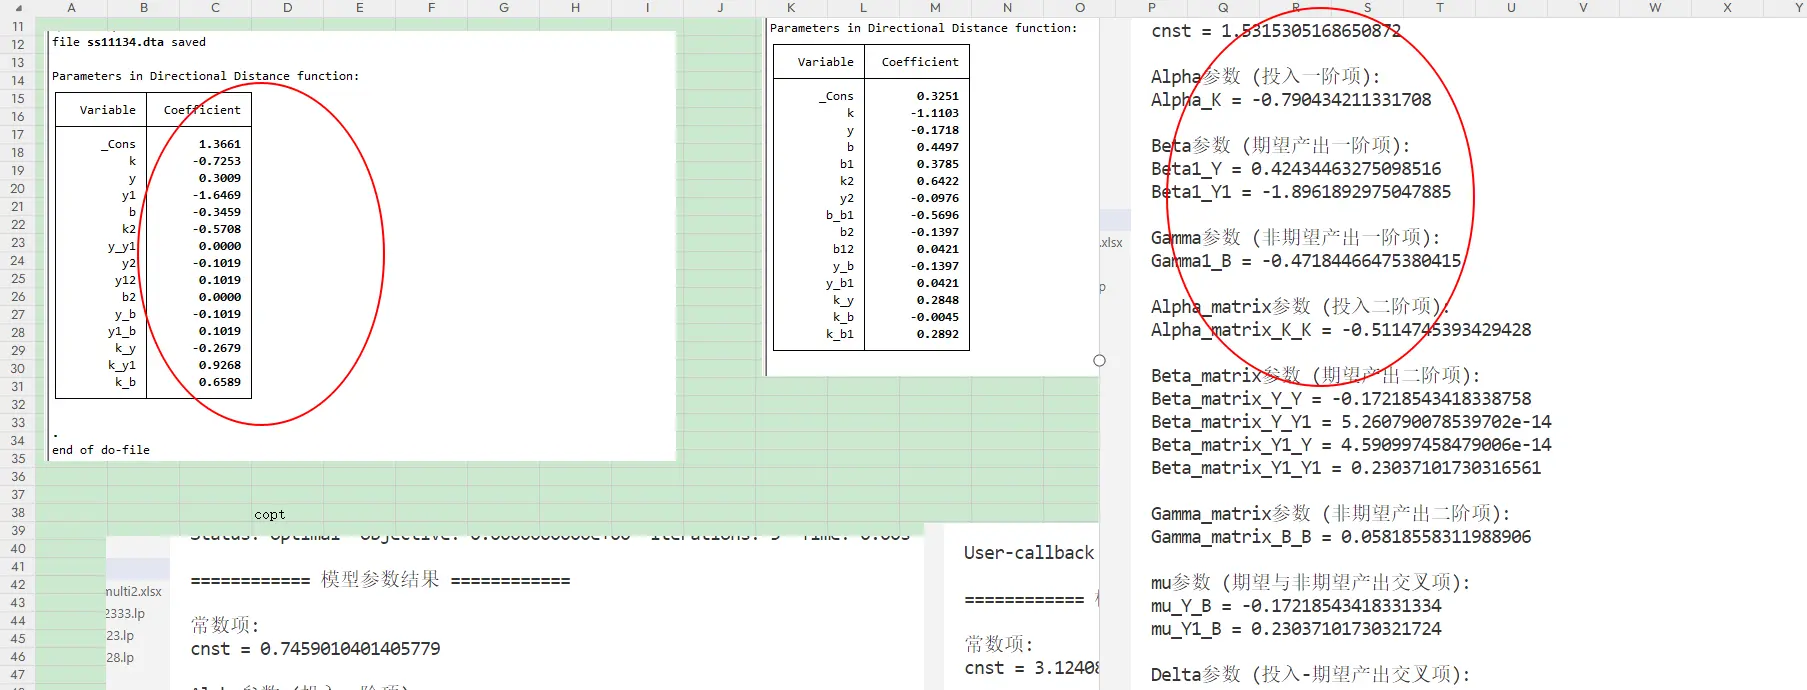 A B C D E F G H I J K L M N O P Q R S T U V W X Y
11
12
13
14
15
16
17
18
19
20
21
22
23
24
25
26
27
28
29
30
31
32
33
34
35
36
37
38
39
40
41
42
43
44
45
46
47
file ss11134.dta saved
Parameters in Directional Distance function:
Variable Coefficient
_Cons 1.3661
k -0.7253
y 0.3009
y1 -1.6469
b -0.3459
k2 -0.5708
y_y1 0.0000
y2 -0.1019
y12 0.1019
b2 0.0000
y_b -0.1019
y1_b 0.1019
k_y -0.2679
k_y1 0.9268
k_b 0.6589
.
end of do-file
Parameters in Directional Distance function:
Variable Coefficient
_Cons 0.3251
k -1.1103
y -0.1718
b 0.4497
b1 0.3785
k2 0.6422
y2 -0.0976
b_b1 -0.5696
b2 -0.1397
b12 0.0421
y_b -0.1397
y_b1 0.0421
k_y 0.2848
k_b -0.0045
k_b1 0.2892
.xlsx
p
cnst = 1.5315305168650872
Alpha参数 (投入一阶项):
Alpha_K = -0.790434211331708
Beta参数 (期望产出一阶项):
Beta1_Y = 0.42434463275098516
Beta1_Y1 = -1.8961892975047885
Gamma参数 (非期望产出一阶项):
Gamma1_B = -0.47184466475380415
Alpha_matrix参数 (投入二阶项):
Alpha_matrix_K_K = -0.5114745393429428
Beta_matrix参数 (期望产出二阶项):
Beta_matrix_Y_Y = -0.17218543418338758
Beta_matrix_Y_Y1 = 5.260790078539702e-14
Beta_matrix_Y1_Y = 4.590997458479006e-14
Beta_matrix_Y1_Y1 = 0.23037101730316561
Gamma_matrix参数 (非期望产出二阶项):
Gamma_matrix_B_B = 0.05818558311988906
mu参数 (期望与非期望产出交叉项):
mu_Y_B = -0.17218543418331334
mu_Y1_B = 0.23037101730321724
Delta参数 (投入-期望产出交叉项):
copt
multi2.xlsx
2333.lp
23.lp
28.lp
============ 模型参数结果 ============
常数项:
cnst = 0.7459010401405779
User-callback
============
常数项:
cnst = 3.12408